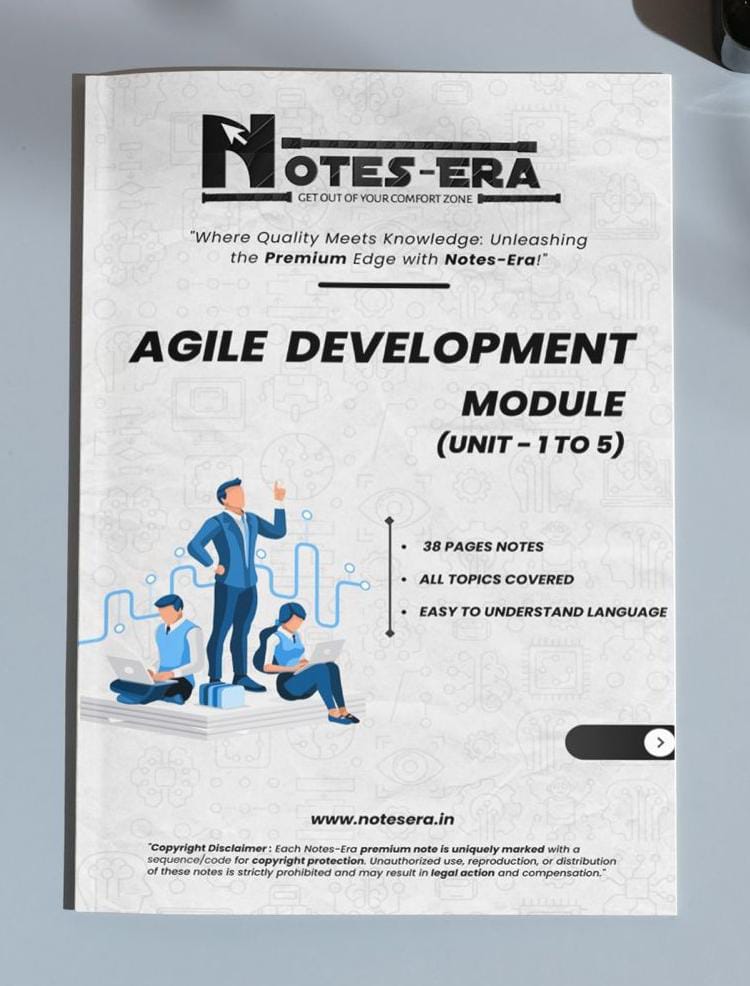 NOTES-ERA
GET OUT OF YOUR COMFORT ZONE
"Where Quality Meets Knowledge: Unleashing
the Premium Edge with Notes-Era!"
AGILE DEVELOPMENT
MODULE
(UNIT – 1 TO 5)
• 38 PAGES NOTES
• ALL TOPICS COVERED
• EASY TO UNDERSTAND LANGUAGE
www.notesera.in
"Copyright Disclaimer : Each Notes-Era premium note is uniquely marked with a
sequence/code for copyright protection. Unauthorized use, reproduction, or distribution
of these notes is strictly prohibited and may result in legal action and compensation."